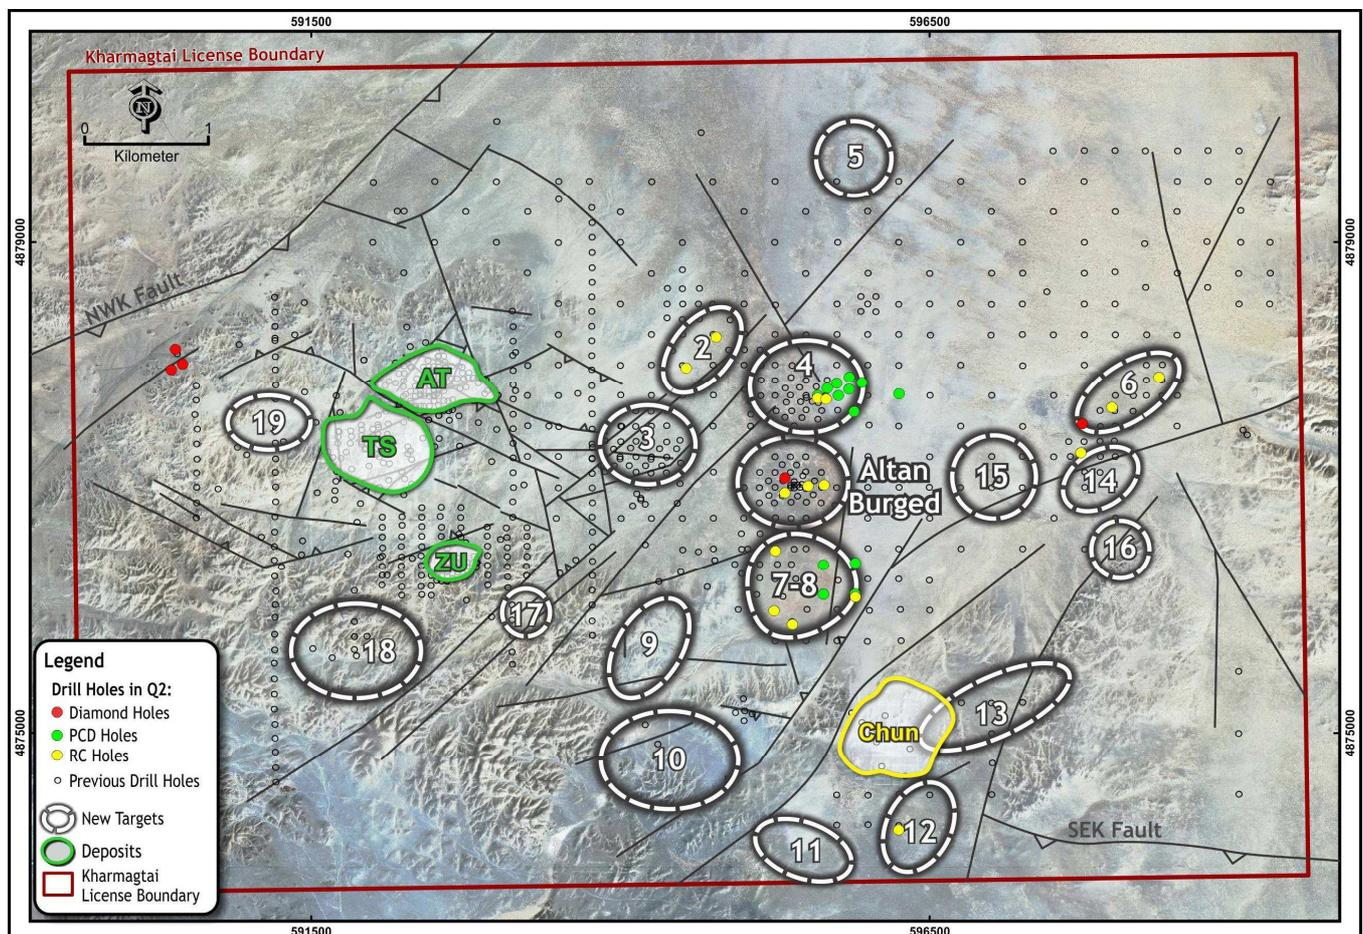 591500
596500
Kharmagtai License Boundary
N
0
1
Kilometer
5
4879000
4879000
NWK Fault
2
4
AT
6
19
3
TS
Altan
Burged
15
14
16
ZU
7-8
17
9
18
13
Chun
10
4875000
4875000
12
11
SEK Fault
Legend
Drill Holes in Q2:
Diamond Holes
PCD Holes
RC Holes
Previous Drill Holes
New Targets
Deposits
Kharmagtai
License Boundary
591500
596500